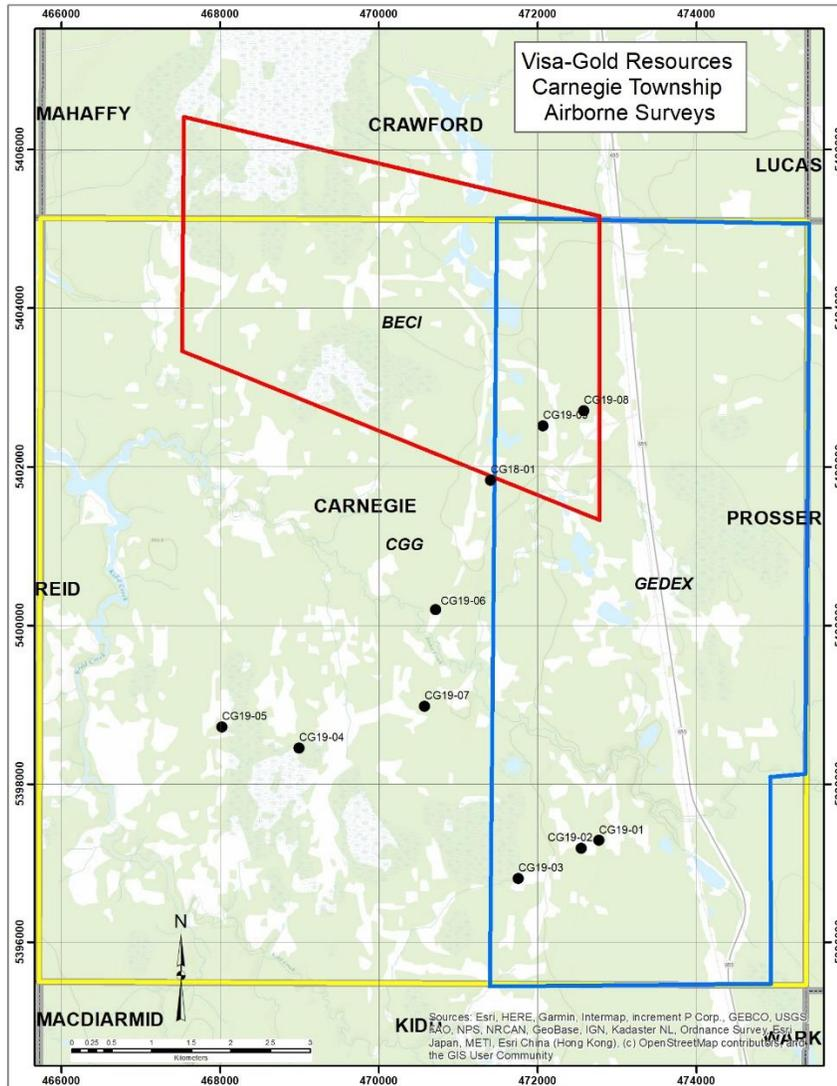 466000 468000 470000 472000 474000
Visa-Gold Resources
Carnegie Township
Airborne Surveys
MAHAFFY
CRAWFORD
LUCAS
5406000
655
5404000
BECI
CG19-08
CG19-09
5402000
CG18-01
655
CARNEGIE
PROSSER
CGG
GEDEX
REID
CG19-06
5400000
CG19-07
CG19-05
CG19-04
655
5398000
CG19-01
CG19-02
CG19-03
N
5396000
655
MACDIARMID
KIDD
WARK
Sources: Esri, HERE, Garmin, Intermap, increment P Corp., GEBCO, USGS,
FAO, NPS, NRCAN, GeoBase, IGN, Kadaster NL, Ordnance Survey, Esri
Japan, METI, Esri China (Hong Kong), (c) OpenStreetMap contributors, and
the GIS User Community
0 0.25 0.5 1 1.5 2 2.5 3
Kilometers
466000 468000 470000 472000 474000